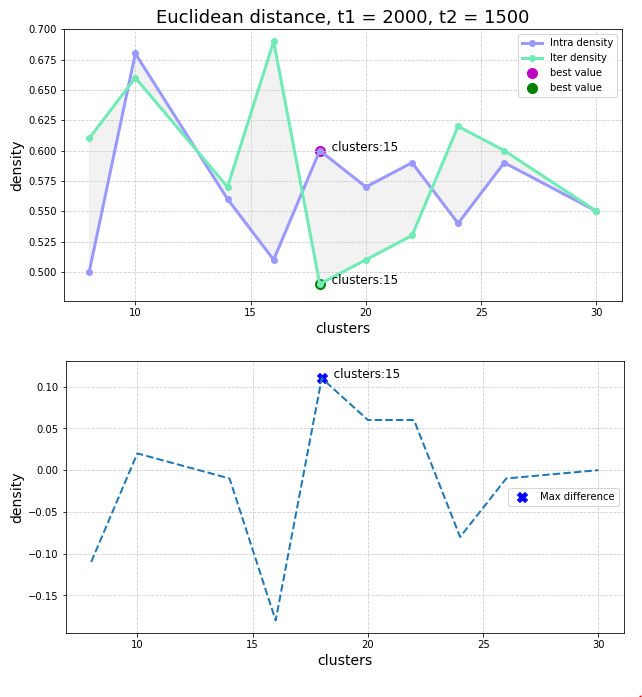 Euclidean distance, t1 = 2000, t2 = 1500
0.700
0.675
0.650
0.625
0.600
0.575
0.550
0.525
0.500
density
Intra density
Iter density
best value
best value
clusters:15
clusters:15
10 15 20 25 30
clusters
0.10
0.05
0.00
−0.05
−0.10
−0.15
density
clusters:15
Max difference
10 15 20 25 30
clusters